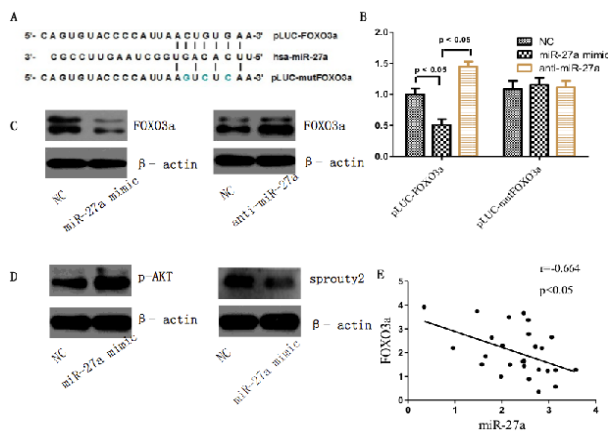 A
5'- CAGUGUACCCCAUUAACUGUGAAA-3' pLUC-FOXO3a
3'- CGCCUUGAAUCGGUGACACUU-5' hsa-miR-27a
5'- CAGUGUACCCCAUUAAGUCUCAA-3' pLUC-mutFOXO3a
B
NC
miR-27a mimic
anti-miR-27a
p < 0.05
p < 0.05
2.0
1.5
1.0
0.5
0.0
pLUC-FOXO3a
pLUC-mutFOXO3a
C
FOXO3a
FOXO3a
β- actin
β- actin
NC
miR-27a mimic
NC
anti-miR-27a
D
p-AKT
sprouty2
β- actin
β- actin
NC
miR-27a mimic
NC
miR-27a mimic
E
r=-0.664
p<0.05
FOXO3a
5
4
3
2
1
0
0 1 2 3 4
miR-27a